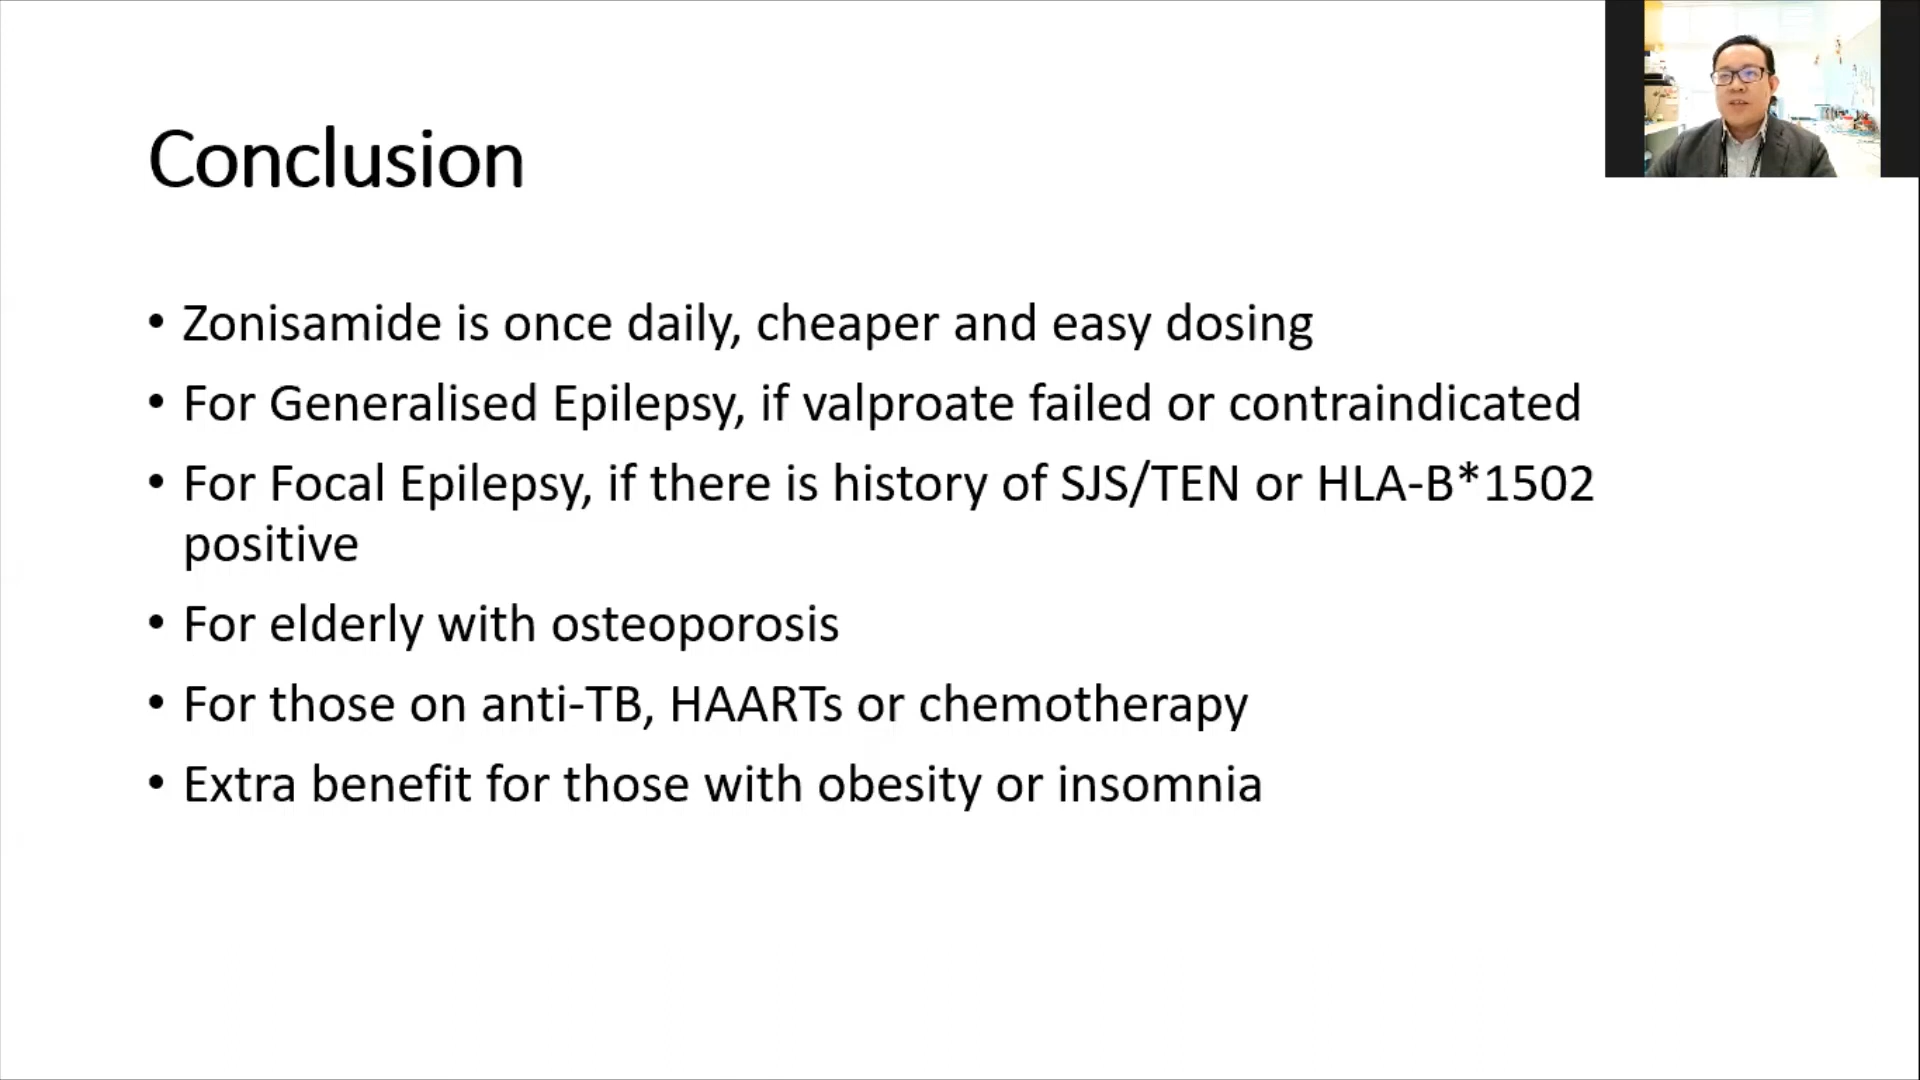 Conclusion
• Zonisamide is once daily, cheaper and easy dosing
• For Generalised Epilepsy, if valproate failed or contraindicated
• For Focal Epilepsy, if there is history of SJS/TEN or HLA-B*1502
positive
• For elderly with osteoporosis
• For those on anti-TB, HAARTs or chemotherapy
• Extra benefit for those with obesity or insomnia